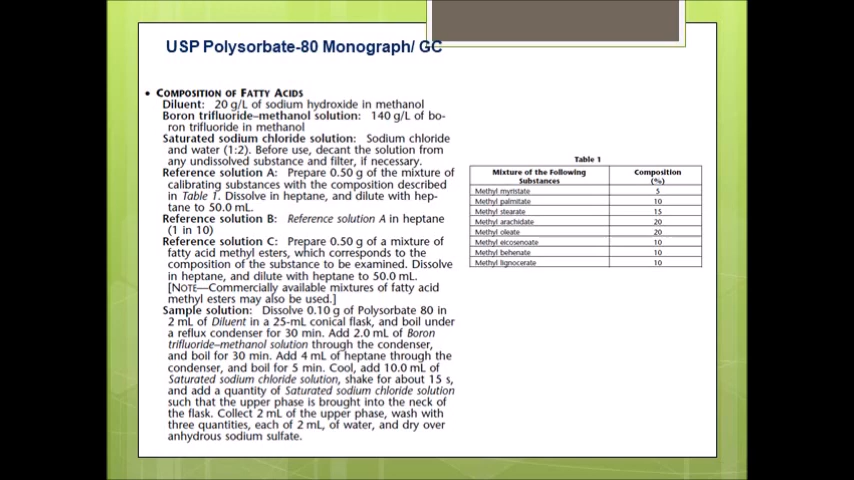 USP Polysorbate-80 Monograph/ GC
• COMPOSITION OF FATTY ACIDS
Diluent: 20 g/L of sodium hydroxide in methanol
Boron trifluoride–methanol solution: 140 g/L of bo-
ron trifluoride in methanol
Saturated sodium chloride solution: Sodium chloride
and water (1:2). Before use, decant the solution from
any undissolved substance and filter, if necessary.
Reference solution A: Prepare 0.50 g of the mixture of
calibrating substances with the composition described
in Table 1. Dissolve in heptane, and dilute with hep-
tane to 50.0 mL.
Reference solution B: Reference solution A in heptane
(1 in 10)
Reference solution C: Prepare 0.50 g of a mixture of
fatty acid methyl esters, which corresponds to the
composition of the substance to be examined. Dissolve
in heptane, and dilute with heptane to 50.0 mL.
[NOTE—Commercially available mixtures of fatty acid
methyl esters may also be used.]
Sample solution: Dissolve 0.10 g of Polysorbate 80 in
2 mL of Diluent in a 25-mL conical flask, and boil under
a reflux condenser for 30 min. Add 2.0 mL of Boron
trifluoride–methanol solution through the condenser,
and boil for 30 min. Add 4 mL of heptane through the
condenser, and boil for 5 min. Cool, add 10.0 mL of
Saturated sodium chloride solution, shake for about 15 s,
and add a quantity of Saturated sodium chloride solution
such that the upper phase is brought into the neck of
the flask. Collect 2 mL of the upper phase, wash with
three quantities, each of 2 mL, of water, and dry over
anhydrous sodium sulfate.
Table 1
Mixture of the Following Substances Composition (%)
Methyl myristate 5
Methyl palmitate 10
Methyl stearate 15
Methyl arachidate 20
Methyl oleate 20
Methyl eicosenoate 10
Methyl behenate 10
Methyl lignocerate 10